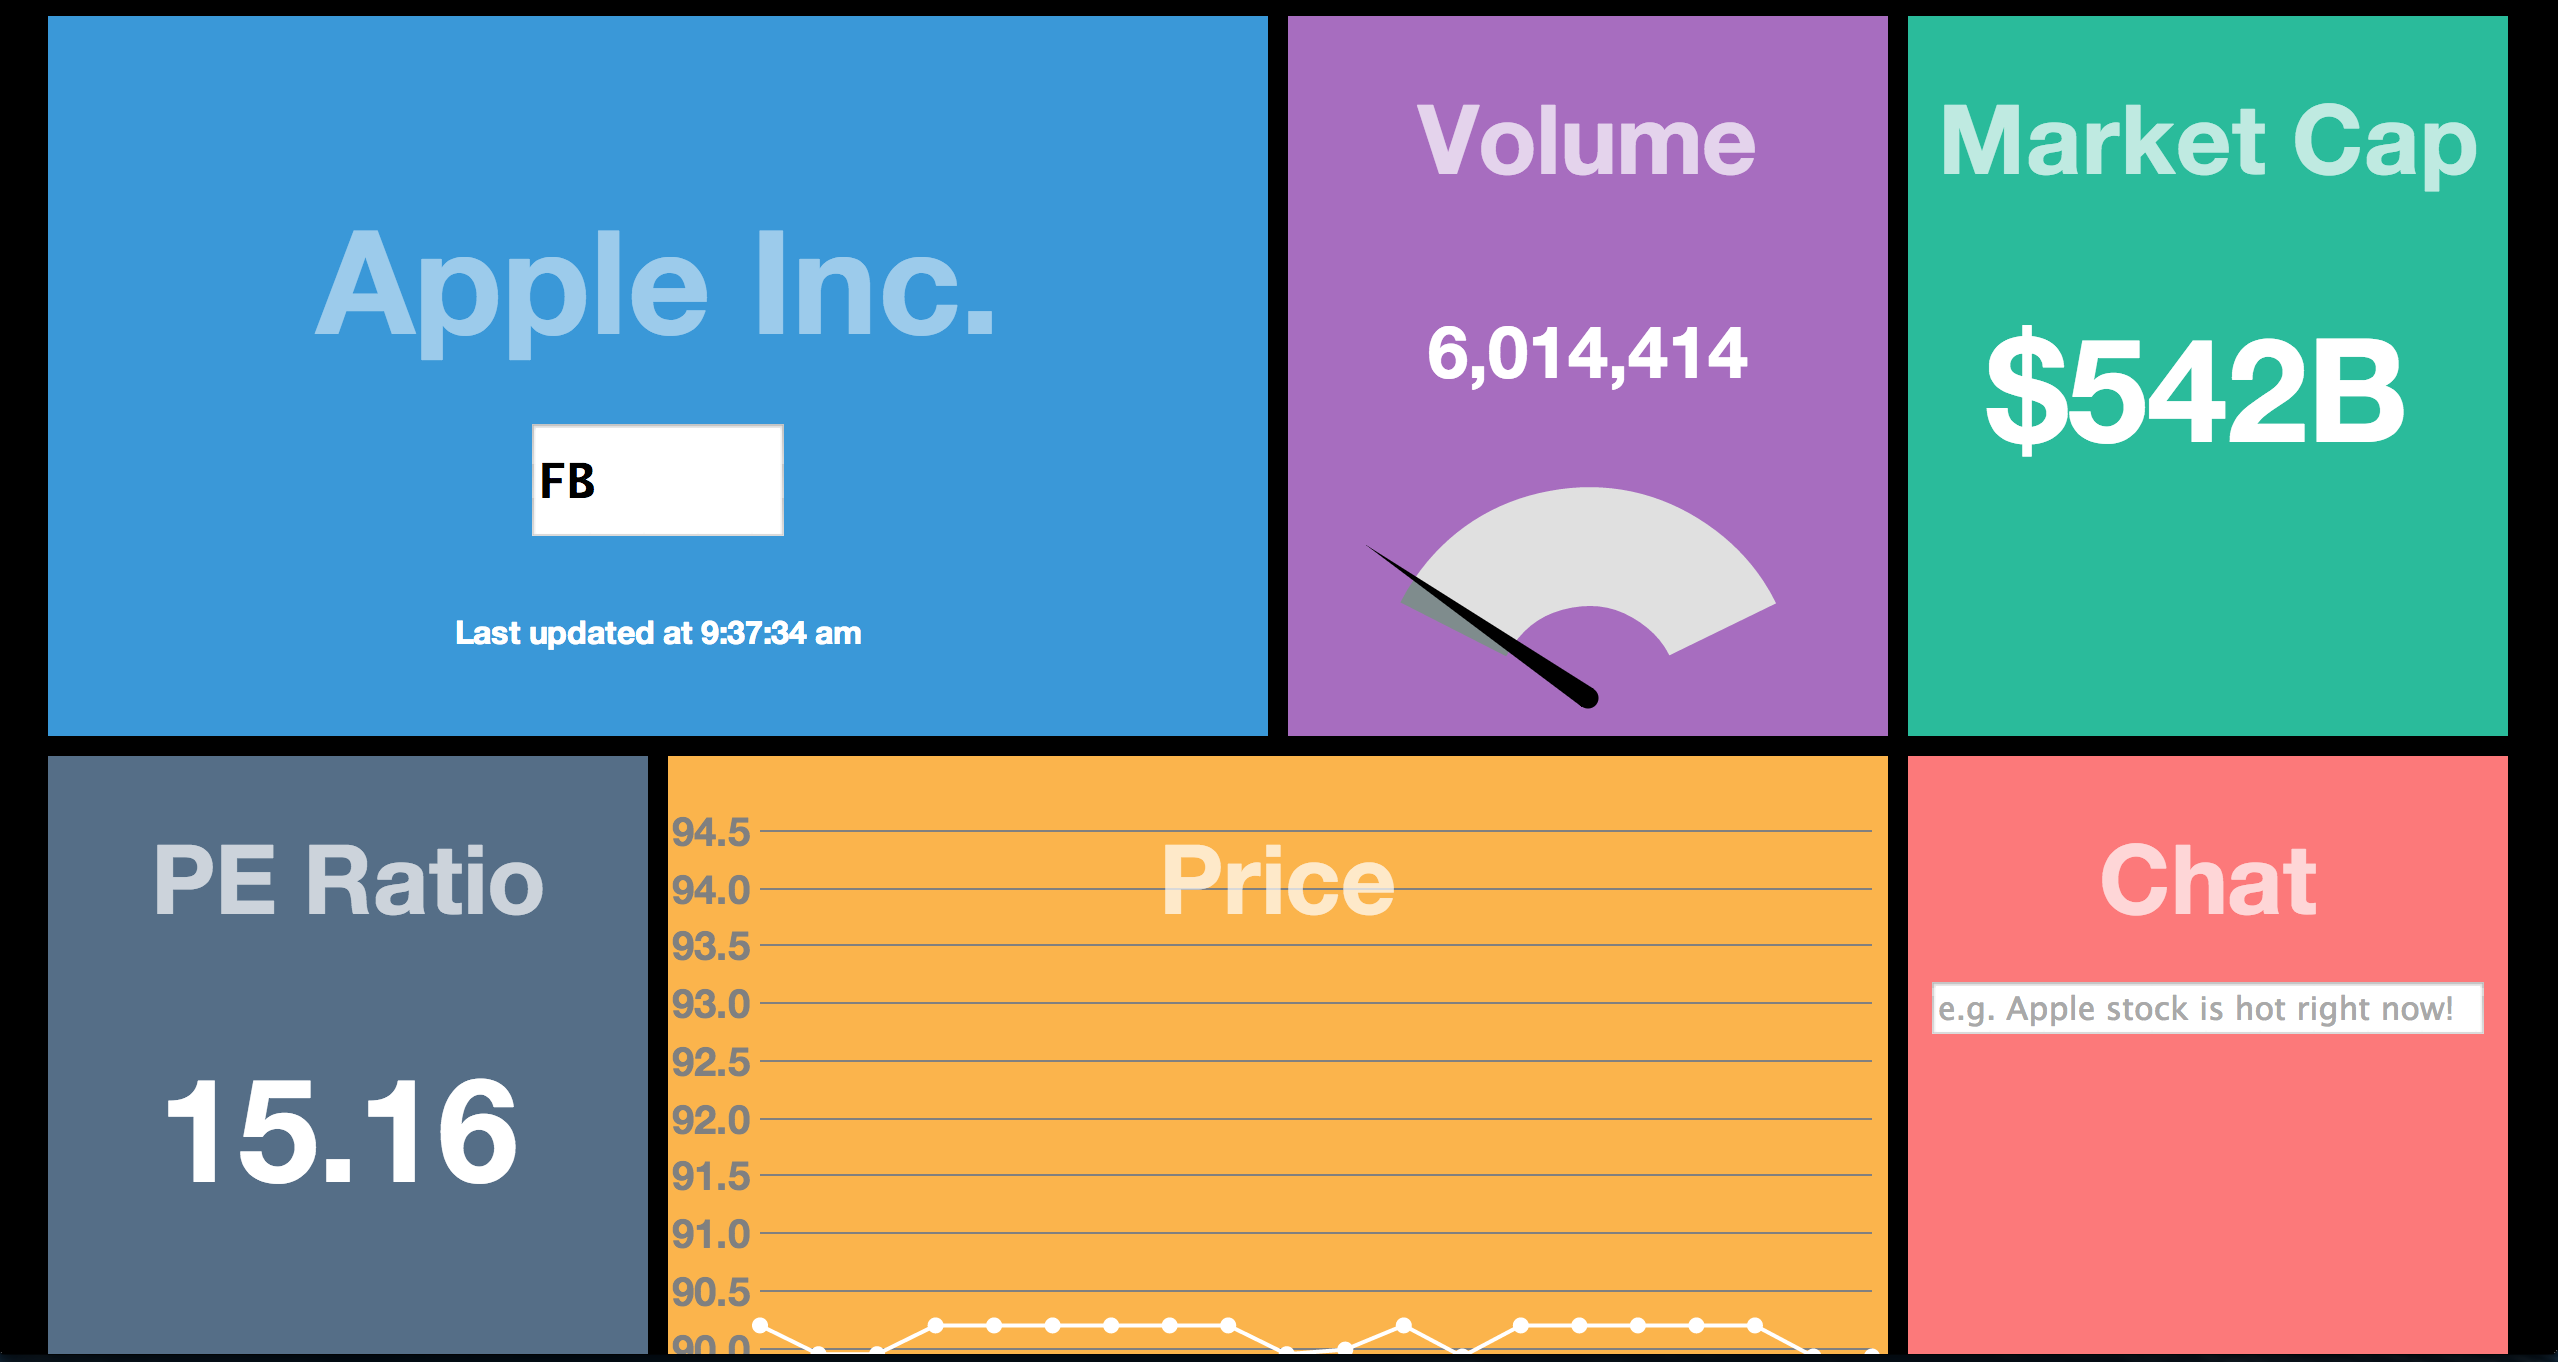 Apple Inc.
FB
Last updated at 9:37:34 am
Volume
6,014,414
Market Cap
$542B
PE Ratio
15.16
Price
94.5
94.0
93.5
93.0
92.5
92.0
91.5
91.0
90.5
90.0
Chat
e.g. Apple stock is hot right now!